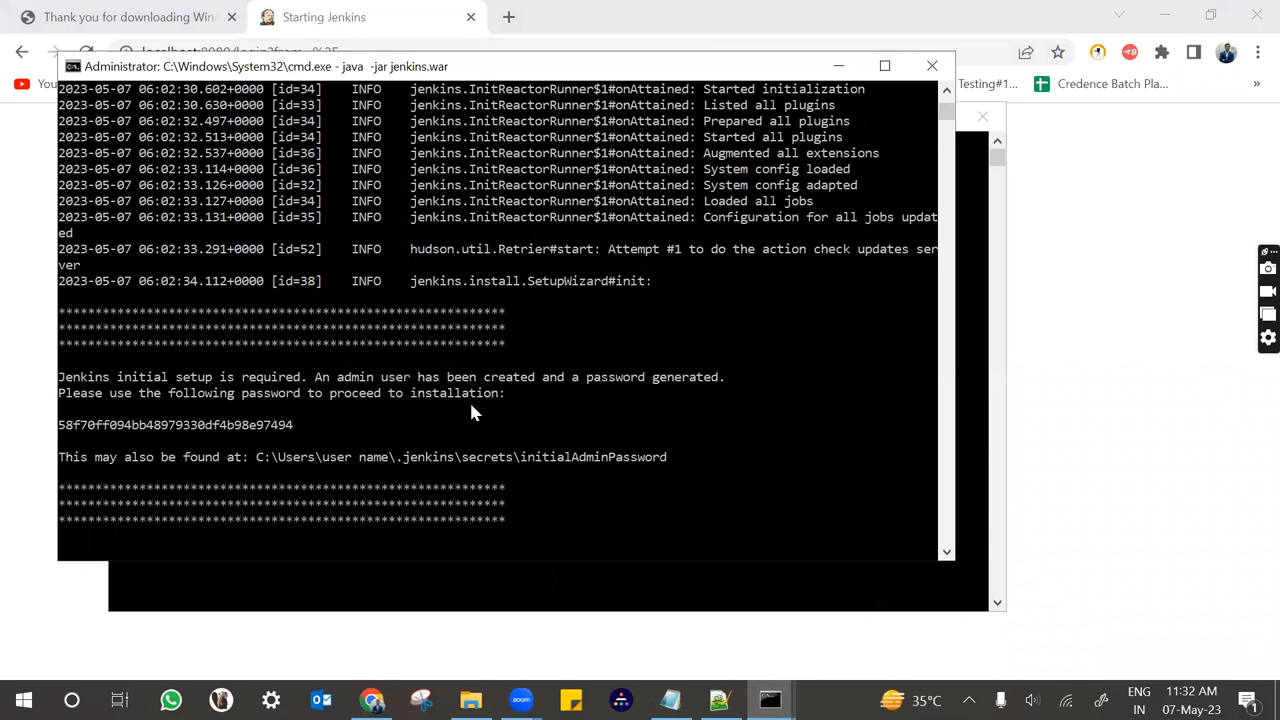 Thank you for downloading Win
Starting Jenkins
You
Testing#1...
Credence Batch Pla...
»
Administrator: C:\Windows\System32\cmd.exe - java -jar jenkins.war
2023-05-07 06:02:30.602+0000 [id=34] INFO jenkins.InitReactorRunner$1#onAttained: Started initialization
2023-05-07 06:02:30.630+0000 [id=33] INFO jenkins.InitReactorRunner$1#onAttained: Listed all plugins
2023-05-07 06:02:32.497+0000 [id=34] INFO jenkins.InitReactorRunner$1#onAttained: Prepared all plugins
2023-05-07 06:02:32.513+0000 [id=34] INFO jenkins.InitReactorRunner$1#onAttained: Started all plugins
2023-05-07 06:02:32.537+0000 [id=36] INFO jenkins.InitReactorRunner$1#onAttained: Augmented all extensions
2023-05-07 06:02:33.114+0000 [id=36] INFO jenkins.InitReactorRunner$1#onAttained: System config loaded
2023-05-07 06:02:33.126+0000 [id=32] INFO jenkins.InitReactorRunner$1#onAttained: System config adapted
2023-05-07 06:02:33.127+0000 [id=34] INFO jenkins.InitReactorRunner$1#onAttained: Loaded all jobs
2023-05-07 06:02:33.131+0000 [id=35] INFO jenkins.InitReactorRunner$1#onAttained: Configuration for all jobs updat
ed
2023-05-07 06:02:33.291+0000 [id=52] INFO hudson.util.Retrier#start: Attempt #1 to do the action check updates ser
ver
2023-05-07 06:02:34.112+0000 [id=38] INFO jenkins.install.SetupWizard#init:
*************************************************************
*************************************************************
*************************************************************
Jenkins initial setup is required. An admin user has been created and a password generated.
Please use the following password to proceed to installation:
58f70ff094bb48979330df4b98e97494
This may also be found at: C:\Users\user name\.jenkins\secrets\initialAdminPassword
*************************************************************
*************************************************************
*************************************************************
35°C
ENG
IN
11:32 AM
07-May-23
1